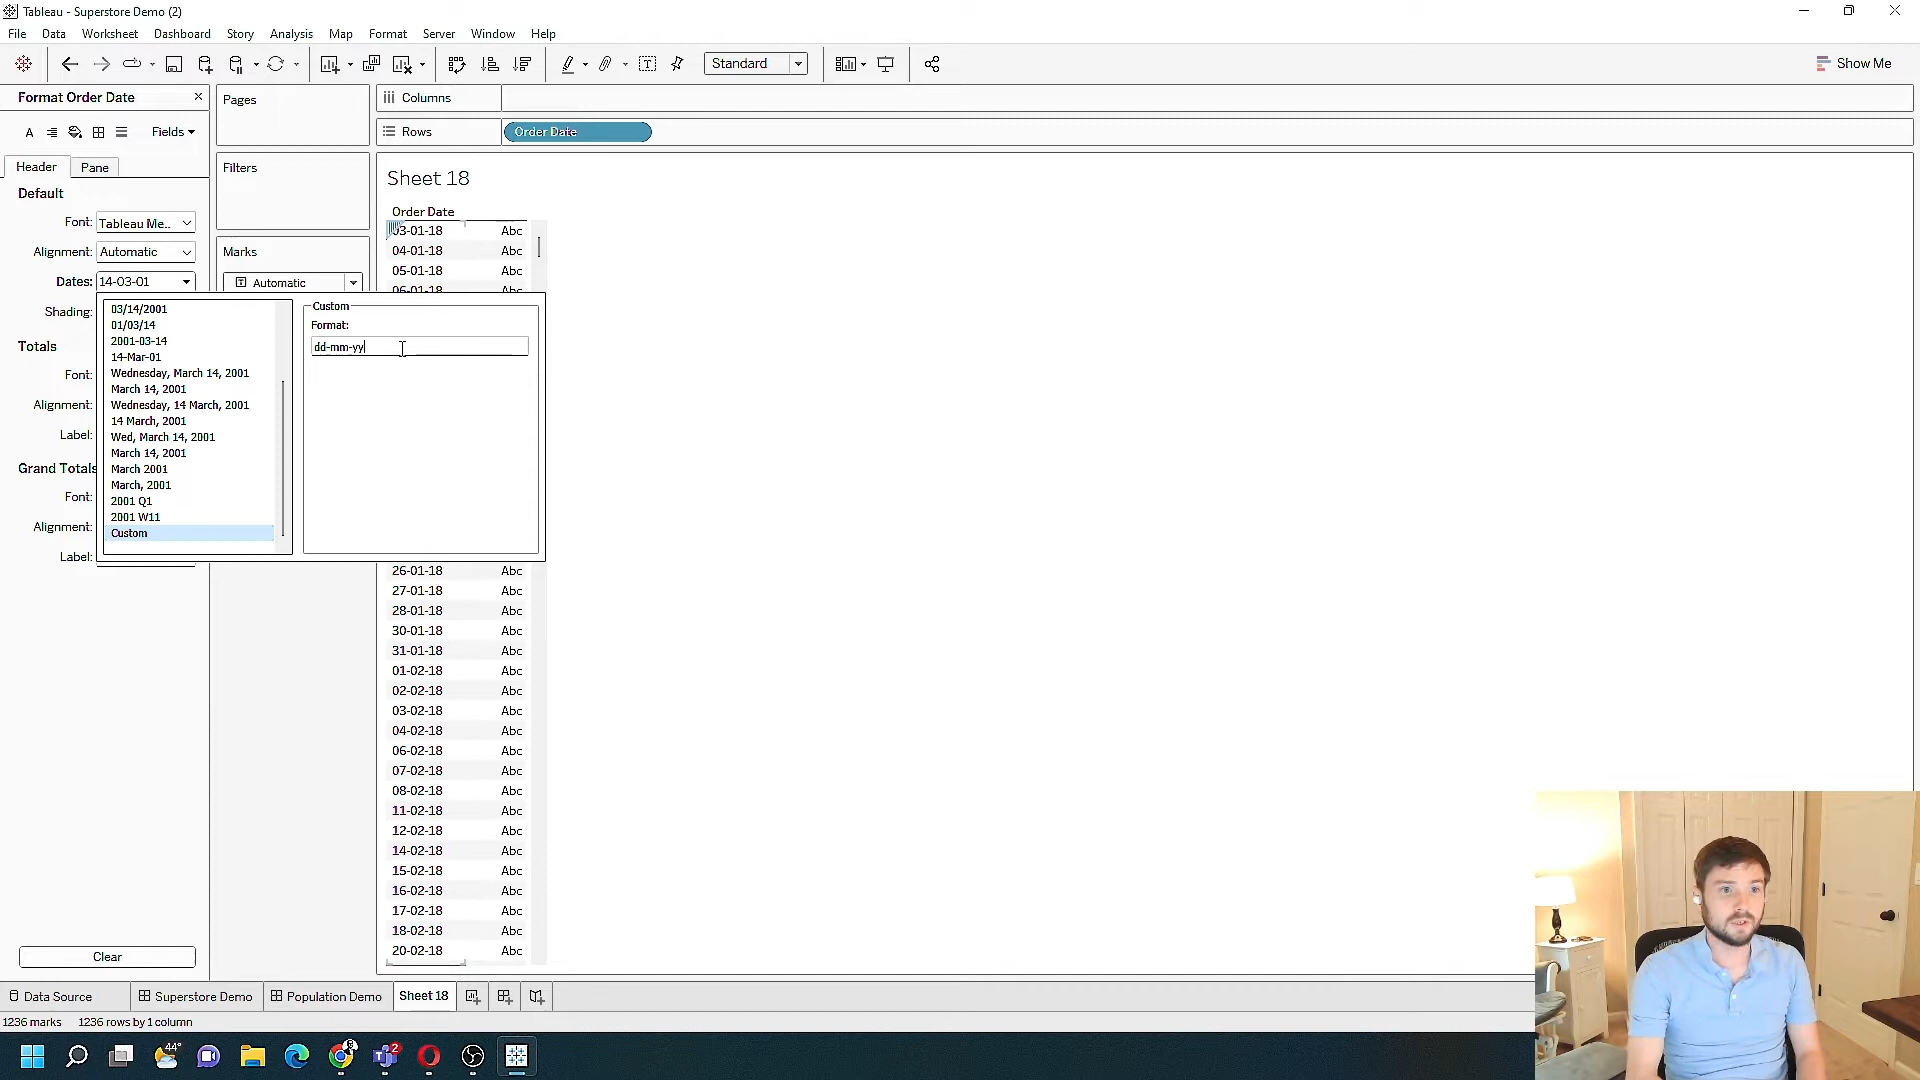 Tableau - Superstore Demo (2)
File Data Worksheet Dashboard Story Analysis Map Format Server Window Help
Standard
Show Me
Format Order Date
Fields
Header Pane
Default
Font: Tableau Me..
Alignment: Automatic
Dates: 14-03-01
Shading:
Totals
Font:
Alignment:
Label:
Grand Totals
Font:
Alignment:
Label:
Clear
03/14/2001
01/03/14
2001-03-14
14-Mar-01
Wednesday, March 14, 2001
March 14, 2001
Wednesday, 14 March, 2001
14 March, 2001
Wed, March 14, 2001
March 14, 2001
March 2001
March, 2001
2001 Q1
2001 W11
Custom
Custom
Format:
dd-mm-yy
Pages
Filters
Marks
Automatic
Columns
Rows Order Date
Sheet 18
Order Date
03-01-18 Abc
04-01-18 Abc
05-01-18 Abc
06-01-18 Abc
26-01-18 Abc
27-01-18 Abc
28-01-18 Abc
30-01-18 Abc
31-01-18 Abc
01-02-18 Abc
02-02-18 Abc
03-02-18 Abc
04-02-18 Abc
06-02-18 Abc
07-02-18 Abc
08-02-18 Abc
11-02-18 Abc
12-02-18 Abc
14-02-18 Abc
15-02-18 Abc
16-02-18 Abc
17-02-18 Abc
18-02-18 Abc
20-02-18 Abc
Data Source Superstore Demo Population Demo Sheet 18
1236 marks 1236 rows by 1 column
44°
2